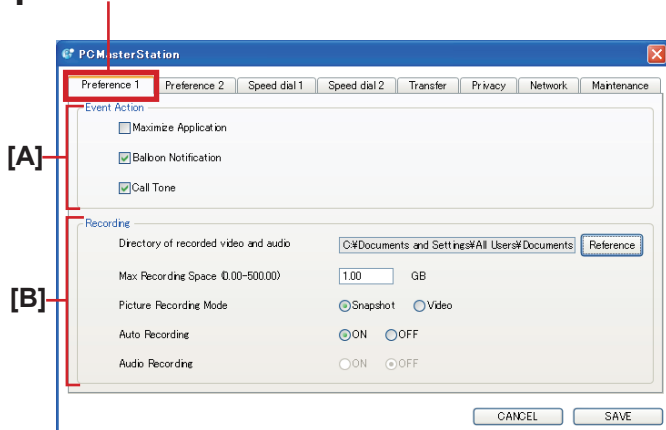 PCMasterStation
Preference 1 Preference 2 Speed dial 1 Speed dial 2 Transfer Privacy Network Maintenance
Event Action
[A]
Maximize Application
Balloon Notification
Call Tone
Recording
Directory of recorded video and audio C:¥Documents and Settings¥All Users¥Documents Reference
Max Recording Space (0.00-500.00) 1.00 GB
[B]
Picture Recording Mode Snapshot Video
Auto Recording ON OFF
Audio Recording ON OFF
CANCEL SAVE